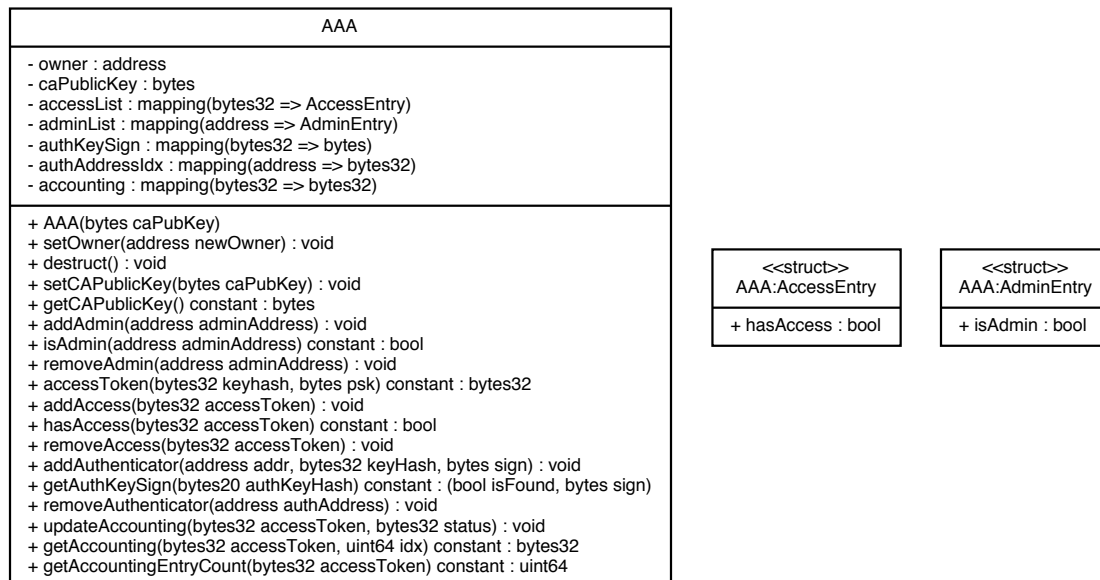 AAA
- owner : address
- caPublicKey : bytes
- accessList : mapping(bytes32 => AccessEntry)
- adminList : mapping(address => AdminEntry)
- authKeySign : mapping(bytes32 => bytes)
- authAddressIdx : mapping(address => bytes32)
- accounting : mapping(bytes32 => bytes32)
+ AAA(bytes caPubKey)
+ setOwner(address newOwner) : void
+ destruct() : void
+ setCAPublicKey(bytes caPubKey) : void
+ getCAPublicKey() constant : bytes
+ addAdmin(address adminAddress) : void
+ isAdmin(address adminAddress) constant : bool
+ removeAdmin(address adminAddress) : void
+ accessToken(bytes32 keyhash, bytes psk) constant : bytes32
+ addAccess(bytes32 accessToken) : void
+ hasAccess(bytes32 accessToken) constant : bool
+ removeAccess(bytes32 accessToken) : void
+ addAuthenticator(address addr, bytes32 keyHash, bytes sign) : void
+ getAuthKeySign(bytes20 authKeyHash) constant : (bool isFound, bytes sign)
+ removeAuthenticator(address authAddress) : void
+ updateAccounting(bytes32 accessToken, bytes32 status) : void
+ getAccounting(bytes32 accessToken, uint64 idx) constant : bytes32
+ getAccountingEntryCount(bytes32 accessToken) constant : uint64
<<struct>>
AAA:AccessEntry
+ hasAccess : bool
<<struct>>
AAA:AdminEntry
+ isAdmin : bool